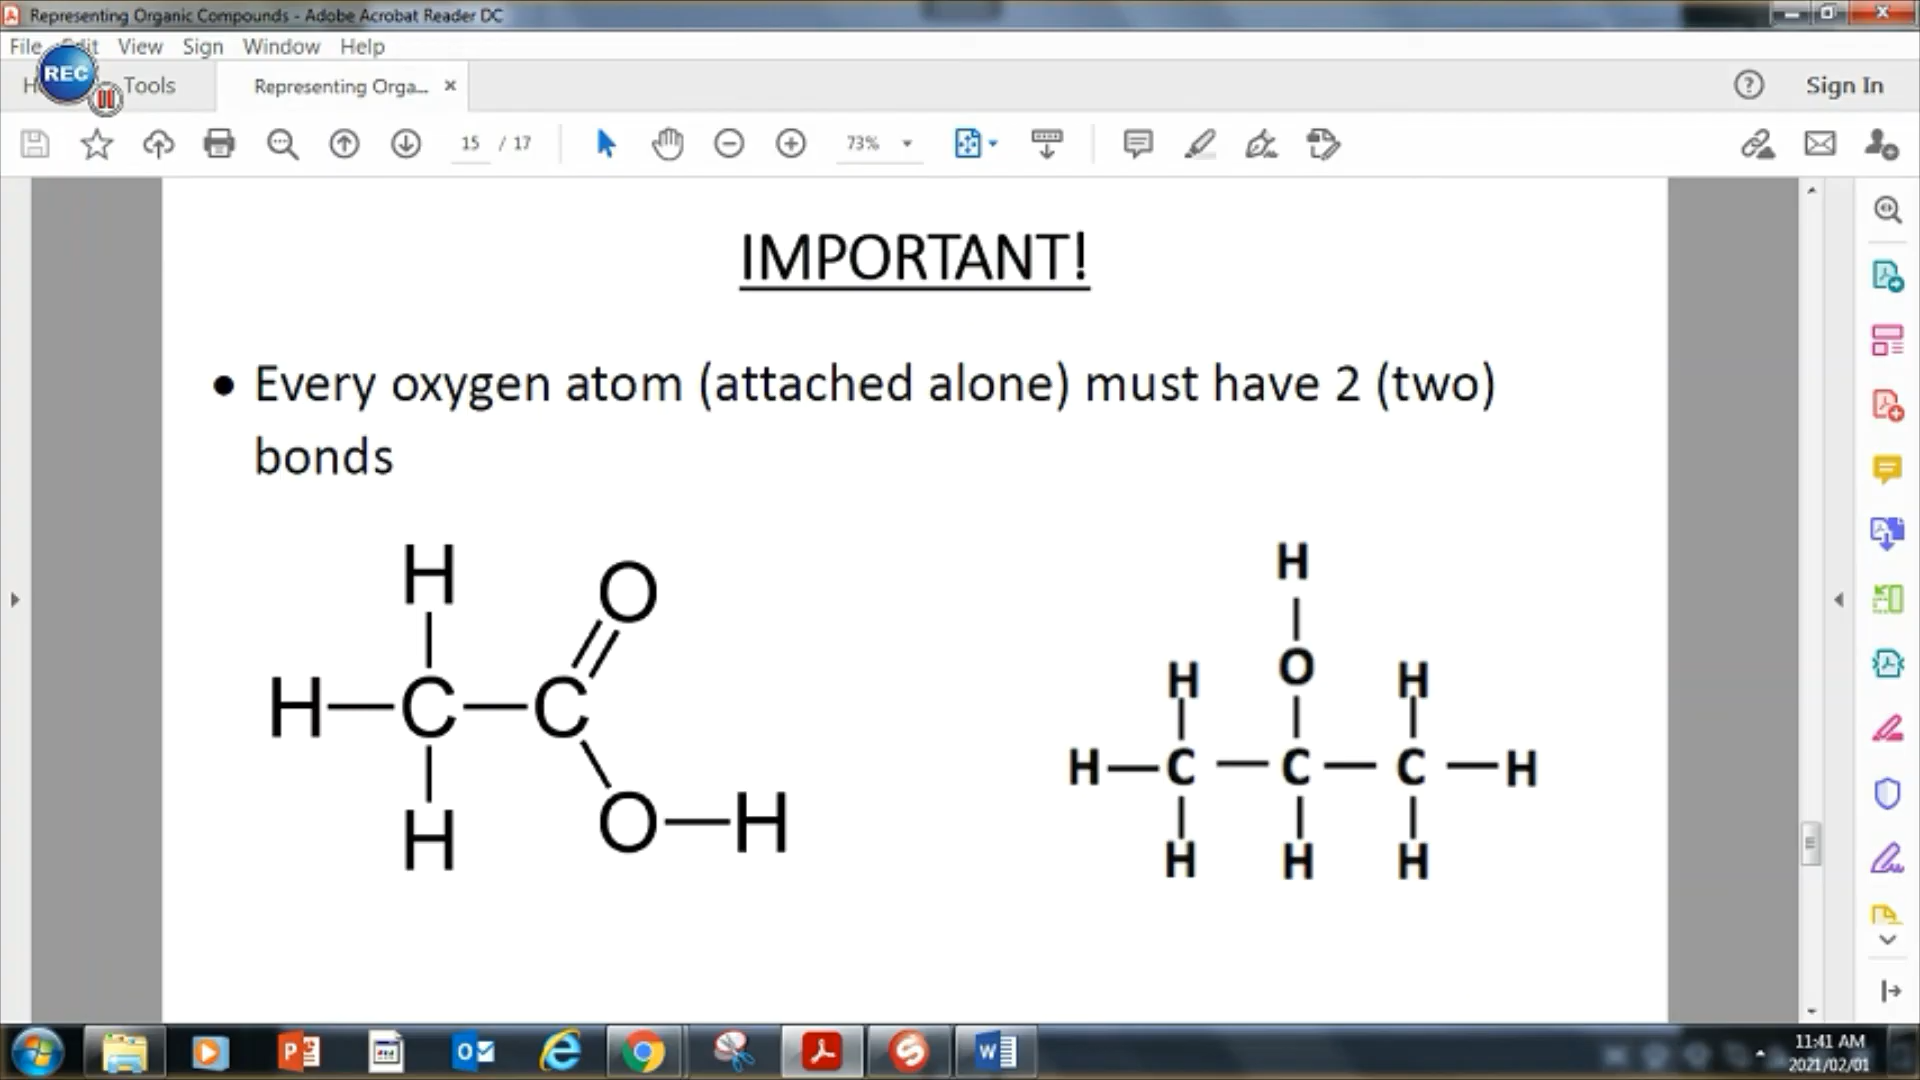 Representing Organic Compounds - Adobe Acrobat Reader DC
File Edit View Sign Window Help
REC Tools Representing Orga... × ? Sign In
15 / 17 73%
IMPORTANT!
• Every oxygen atom (attached alone) must have 2 (two)
bonds
H O
H C C
H O H
H
H O H
H C C C H
H H H
11:41 AM
2021/02/01